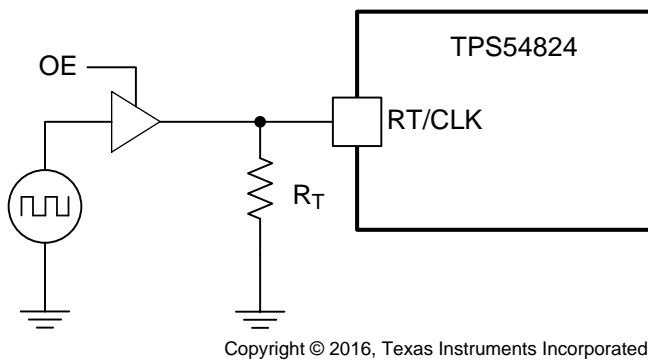 TPS54824
OE
RT/CLK
RT
Copyright © 2016, Texas Instruments Incorporated